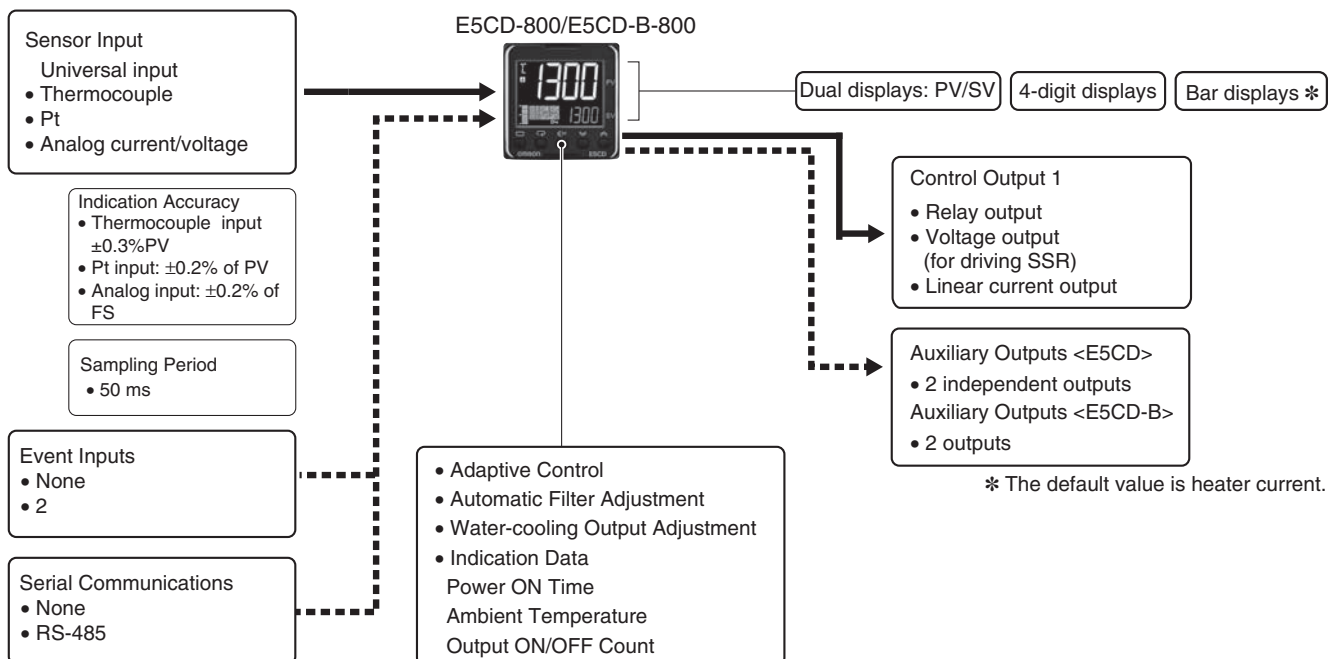 E5CD-800/E5CD-B-800
Sensor Input
Universal input
• Thermocouple
• Pt
• Analog current/voltage
Indication Accuracy
• Thermocouple input
±0.3%PV
• Pt input: ±0.2% of PV
• Analog input: ±0.2% of
FS
Sampling Period
• 50 ms
Event Inputs
• None
• 2
Serial Communications
• None
• RS-485
1300
PV
1300
SV
omron
E5CD
Dual displays: PV/SV
4-digit displays
Bar displays ✻
Control Output 1
• Relay output
• Voltage output
(for driving SSR)
• Linear current output
Auxiliary Outputs <E5CD>
• 2 independent outputs
Auxiliary Outputs <E5CD-B>
• 2 outputs
✻ The default value is heater current.
• Adaptive Control
• Automatic Filter Adjustment
• Water-cooling Output Adjustment
• Indication Data
Power ON Time
Ambient Temperature
Output ON/OFF Count